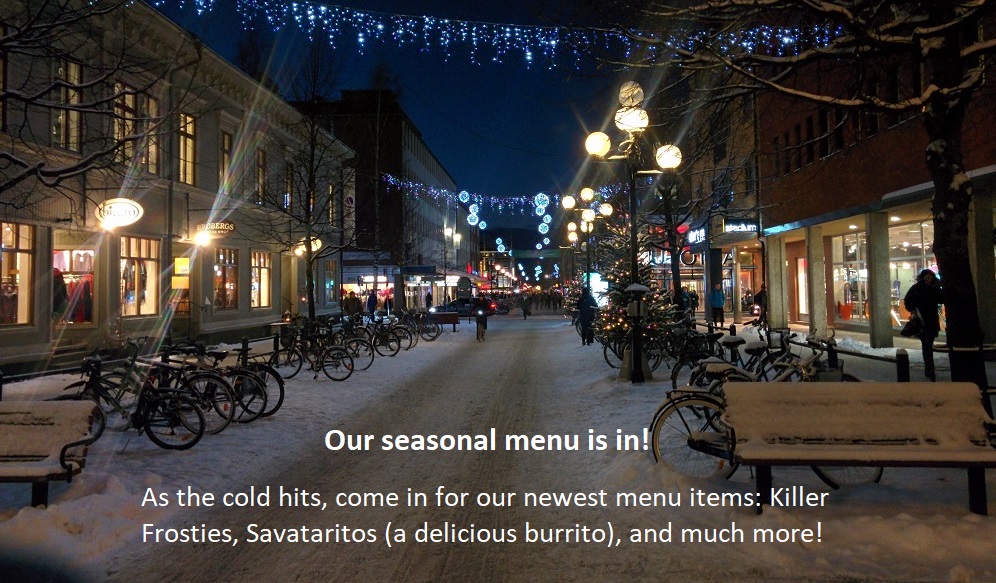 stadium
Our seasonal menu is in!
As the cold hits, come in for our newest menu items: Killer
Frosties, Savataritos (a delicious burrito), and much more!